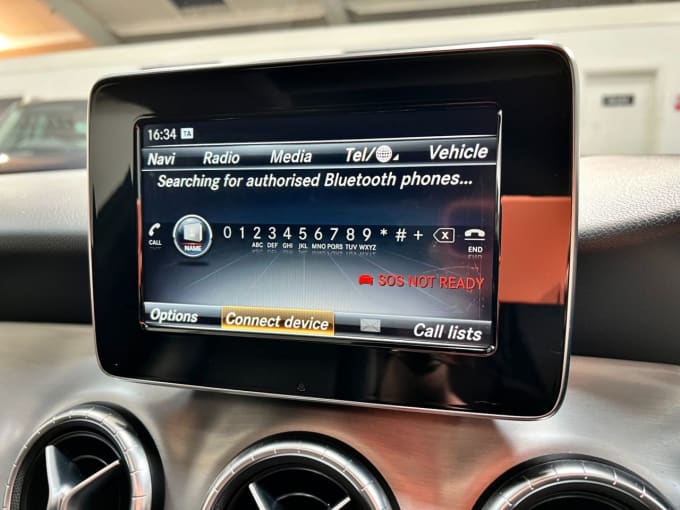 16:34 TA
Navi Radio Media Tel/ Vehicle
Searching for authorised Bluetooth phones...
0 1 2 3 4 5 6 7 8 9 * # +
CALL NAME ABC DEF GHI JKL MNO PQRS TUV WXYZ END
SOS NOT READY
Options Connect device Call lists